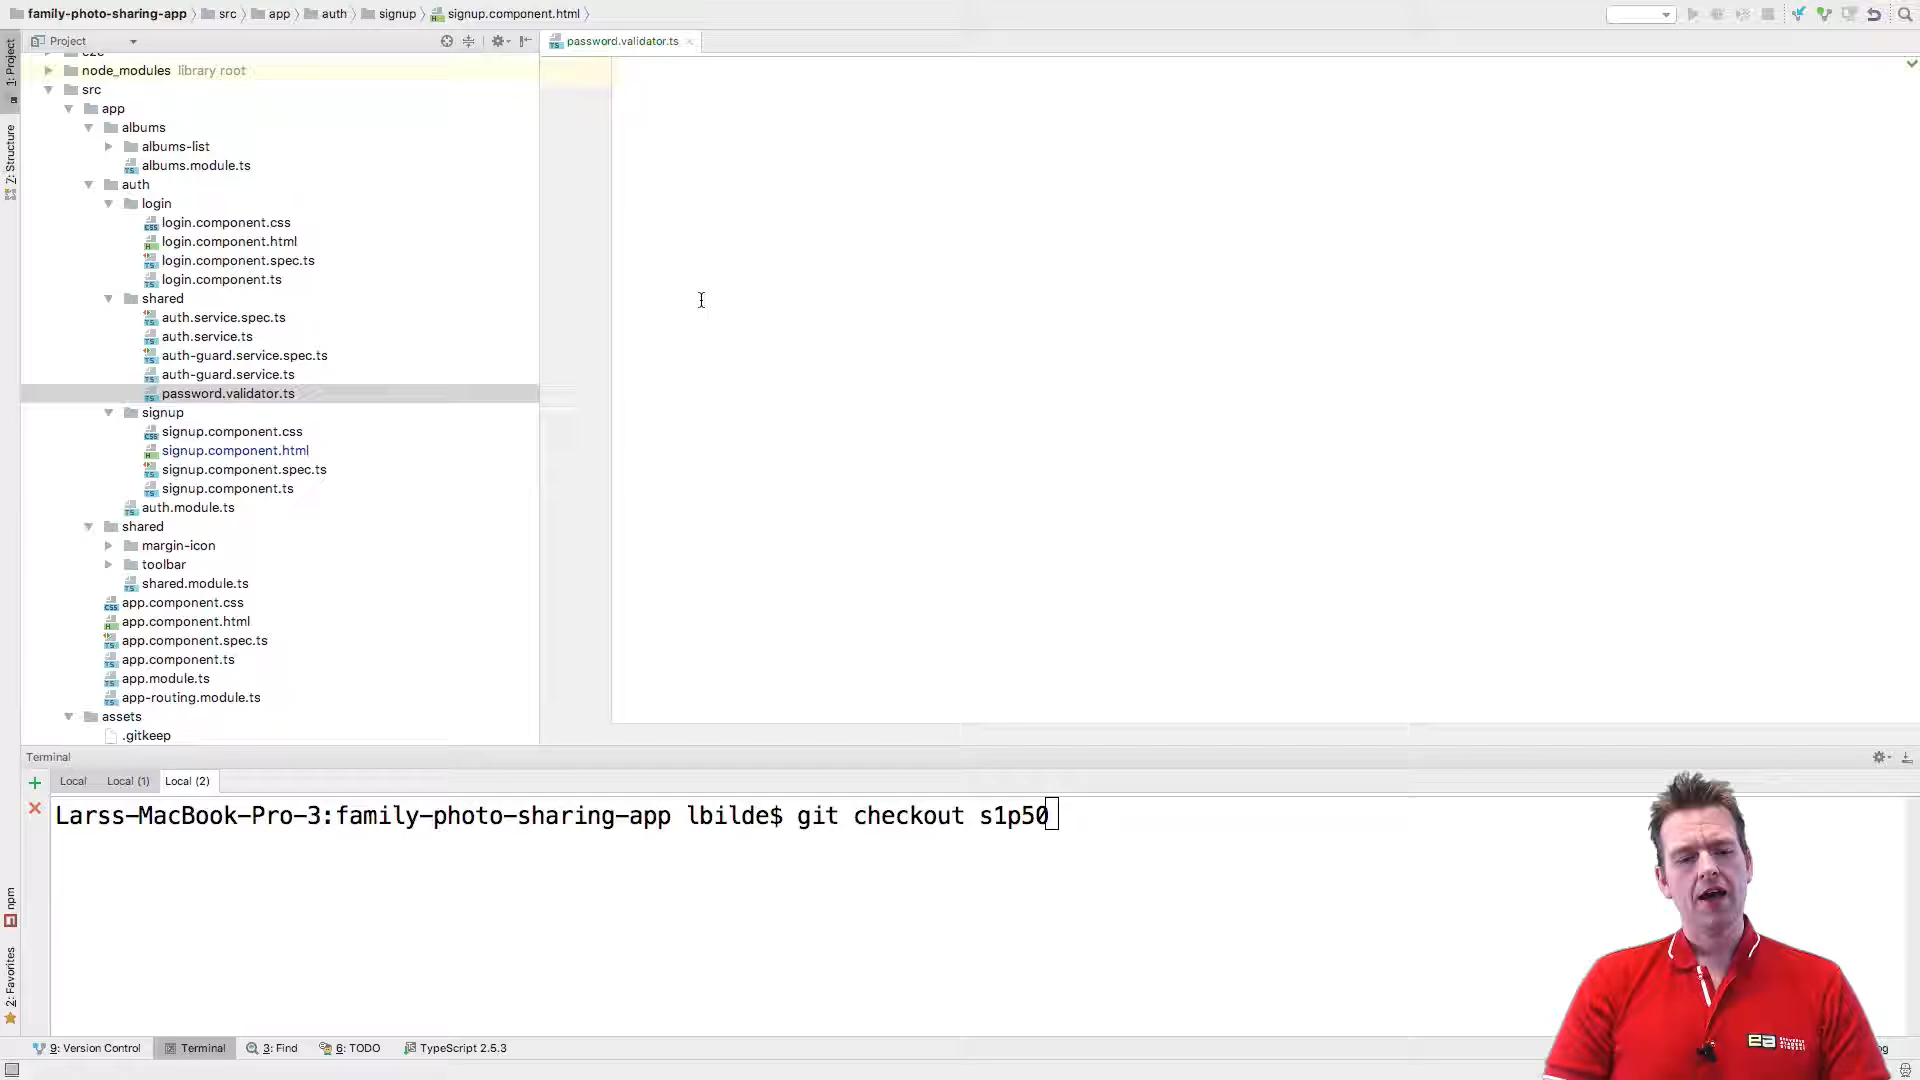 family-photo-sharing-app src app auth signup signup.component.html
Project
password.validator.ts
1: Project
Z: Structure
npm
2: Favorites
node_modules library root
src
app
albums
albums-list
albums.module.ts
auth
login
login.component.css
login.component.html
login.component.spec.ts
login.component.ts
shared
auth.service.spec.ts
auth.service.ts
auth-guard.service.spec.ts
auth-guard.service.ts
password.validator.ts
signup
signup.component.css
signup.component.html
signup.component.spec.ts
signup.component.ts
auth.module.ts
shared
margin-icon
toolbar
shared.module.ts
app.component.css
app.component.html
app.component.spec.ts
app.component.ts
app.module.ts
app-routing.module.ts
assets
.gitkeep
Terminal
Local Local (1) Local (2)
Larss-MacBook-Pro-3:family-photo-sharing-app lbilde$ git checkout s1p50
9: Version Control Terminal 3: Find 6: TODO TypeScript 2.5.3
ea